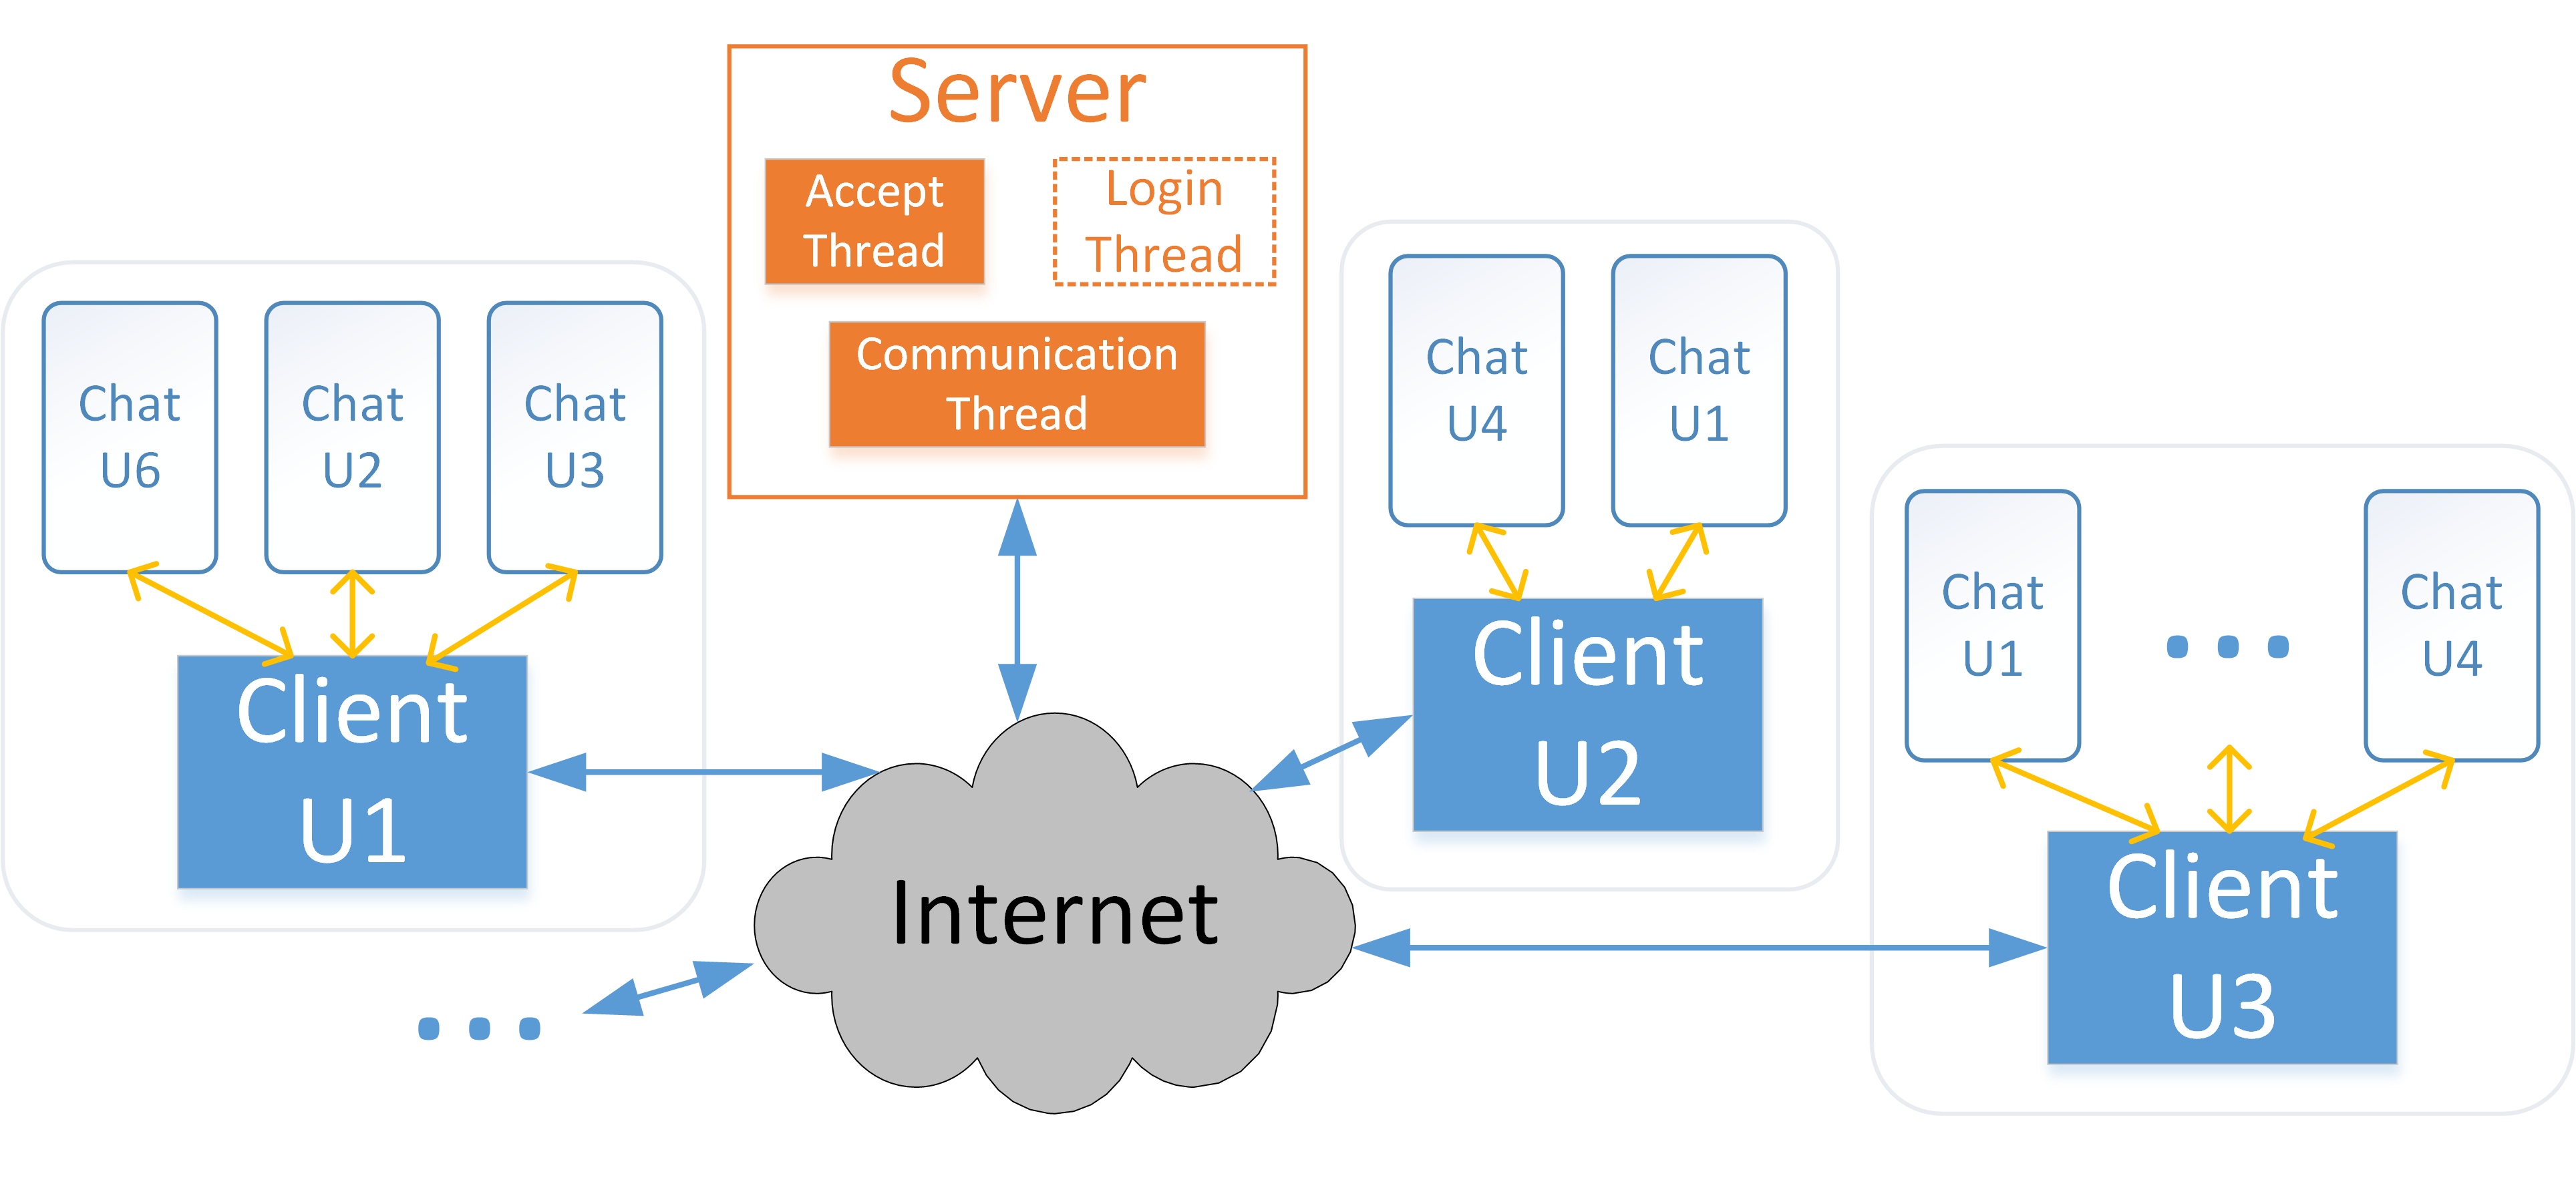 Server
Accept
Thread
Login
Thread
Communication
Thread
Chat
U6
Chat
U2
Chat
U3
Client
U1
Chat
U4
Chat
U1
Client
U2
Chat
U1
...
Chat
U4
Client
U3
Internet
...